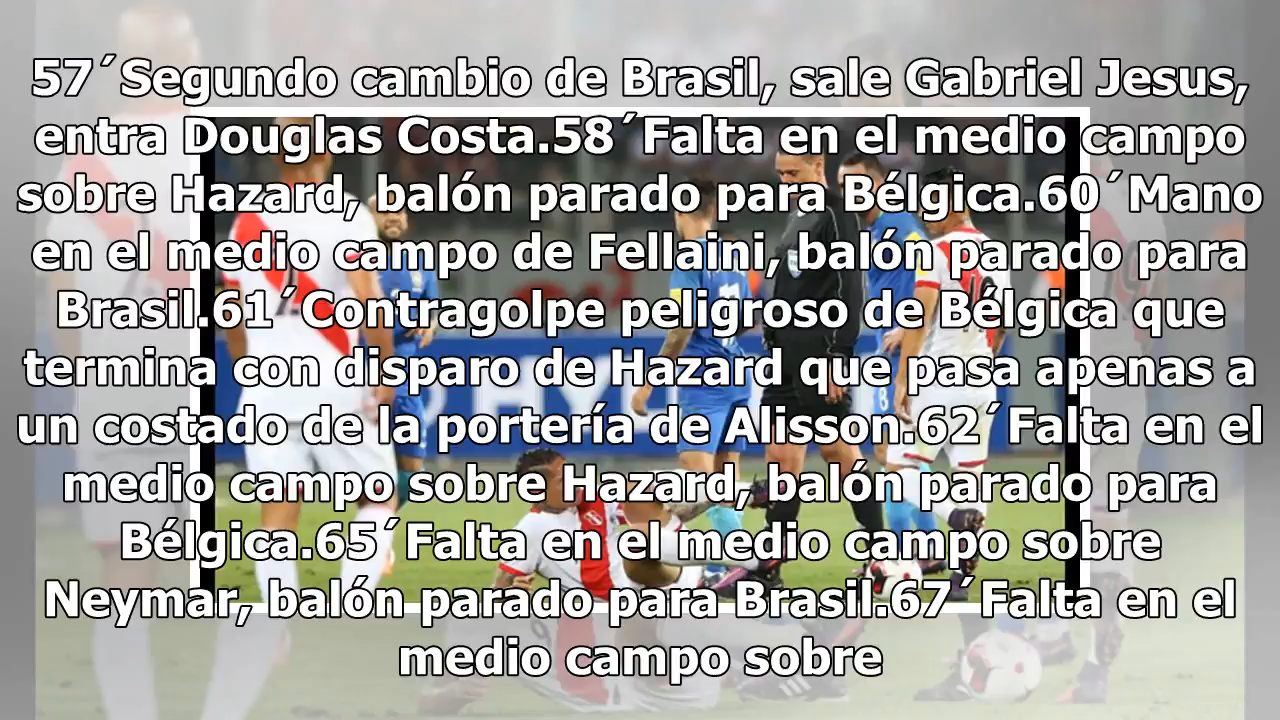 57´Segundo cambio de Brasil, sale Gabriel Jesus,
entra Douglas Costa.58´Falta en el medio campo
sobre Hazard, balón parado para Bélgica.60´Mano
en el medio campo de Fellaini, balón parado para
Brasil.61´Contragolpe peligroso de Bélgica que
termina con disparo de Hazard que pasa apenas a
un costado de la portería de Alisson.62´Falta en el
medio campo sobre Hazard, balón parado para
Bélgica.65´Falta en el medio campo sobre
Neymar, balón parado para Brasil.67´Falta en el
medio campo sobre